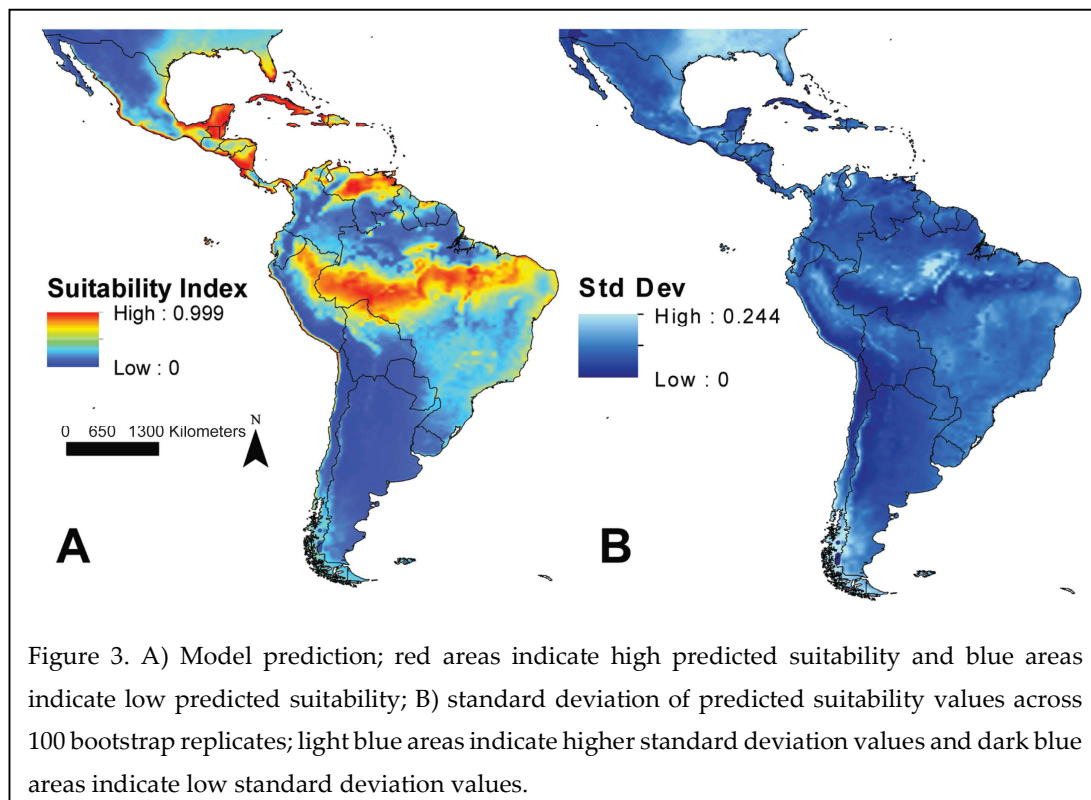 Suitability Index
High : 0.999
Low : 0
0 650 1300 Kilometers
N
A
Std Dev
High : 0.244
Low : 0
B
Figure 3. A) Model prediction; red areas indicate high predicted suitability and blue areas
indicate low predicted suitability; B) standard deviation of predicted suitability values across
100 bootstrap replicates; light blue areas indicate higher standard deviation values and dark blue
areas indicate low standard deviation values.